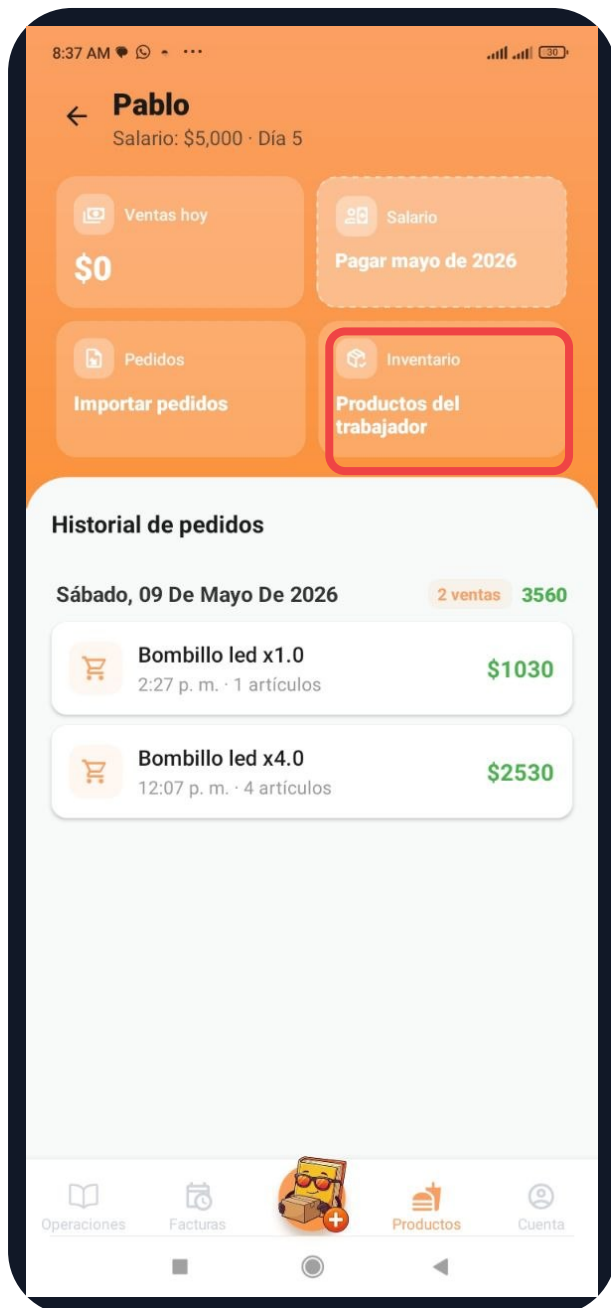 8:37 AM ...
30
Pablo
Salario: $5,000 · Día 5
Ventas hoy
$0
Salario
Pagar mayo de 2026
Pedidos
Importar pedidos
Inventario
Productos del
trabajador
Historial de pedidos
Sábado, 09 De Mayo De 2026
2 ventas 3560
Bombillo led x1.0
2:27 p. m. · 1 artículos
$1030
Bombillo led x4.0
12:07 p. m. · 4 artículos
$2530
Operaciones
Facturas
Productos
Cuenta